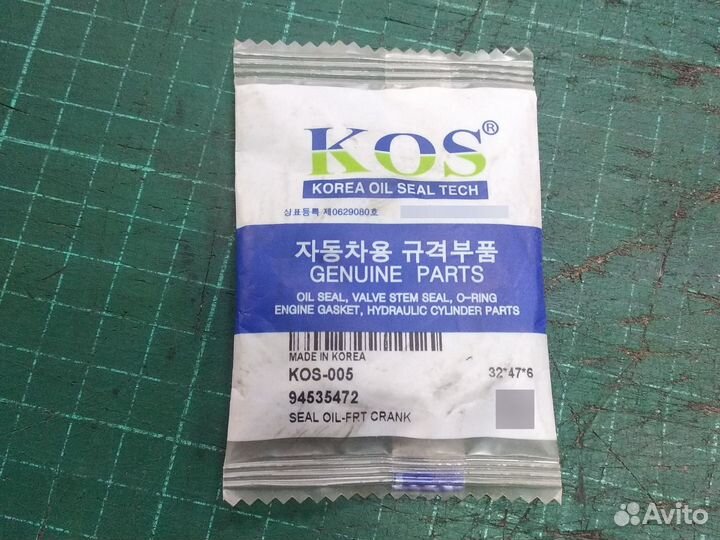 KOS®
KOREA OIL SEAL TECH
상표등록 제0629080호
자동차용 규격부품
GENUINE PARTS
OIL SEAL, VALVE STEM SEAL, O-RING
ENGINE GASKET, HYDRAULIC CYLINDER PARTS
MADE IN KOREA
KOS-005 32*47*6
94535472
SEAL OIL-FRT CRANK
Avito